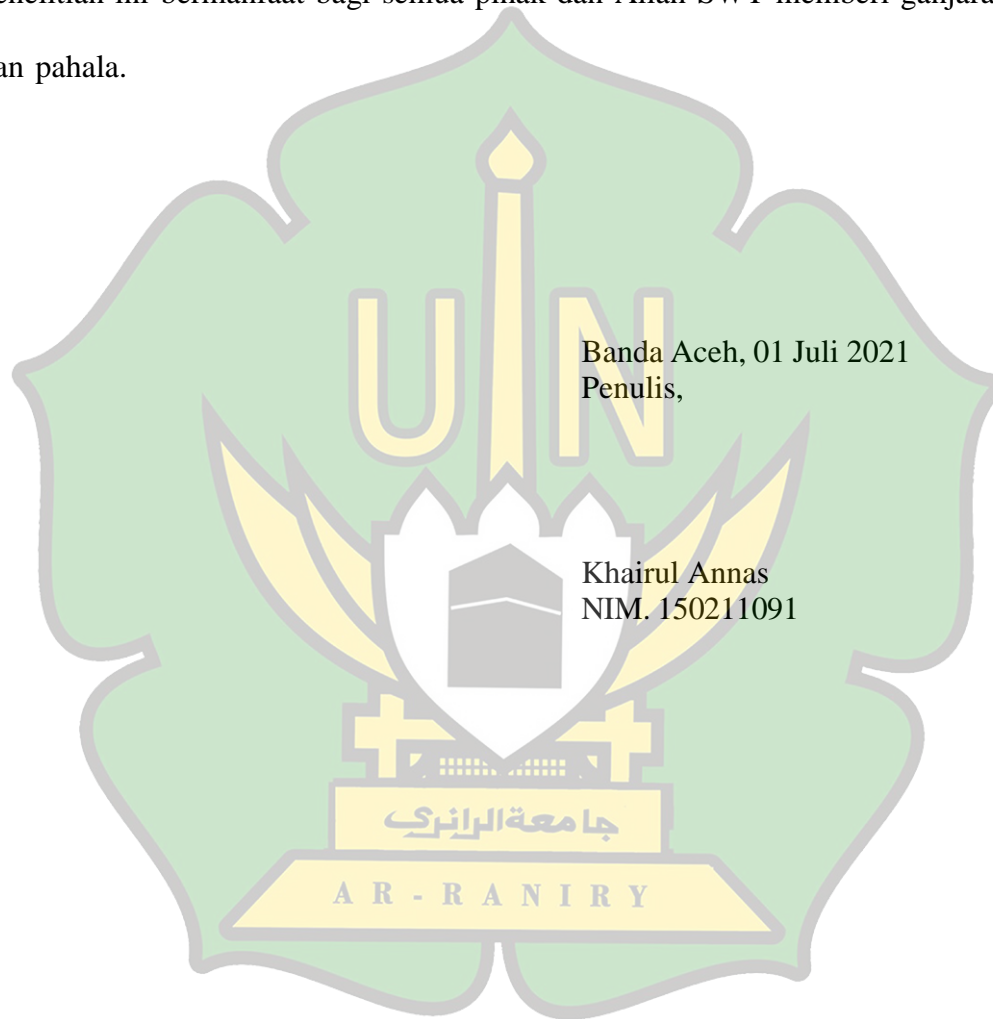 penelitian ini bermanfaat bagi semua pihak dan Allah SWT memberi ganjaran
an pahala.
UIN
Banda Aceh, 01 Juli 2021
Penulis,
Khairul Annas
NIM. 150211091
جامعة الرانري
AR-RANIRY